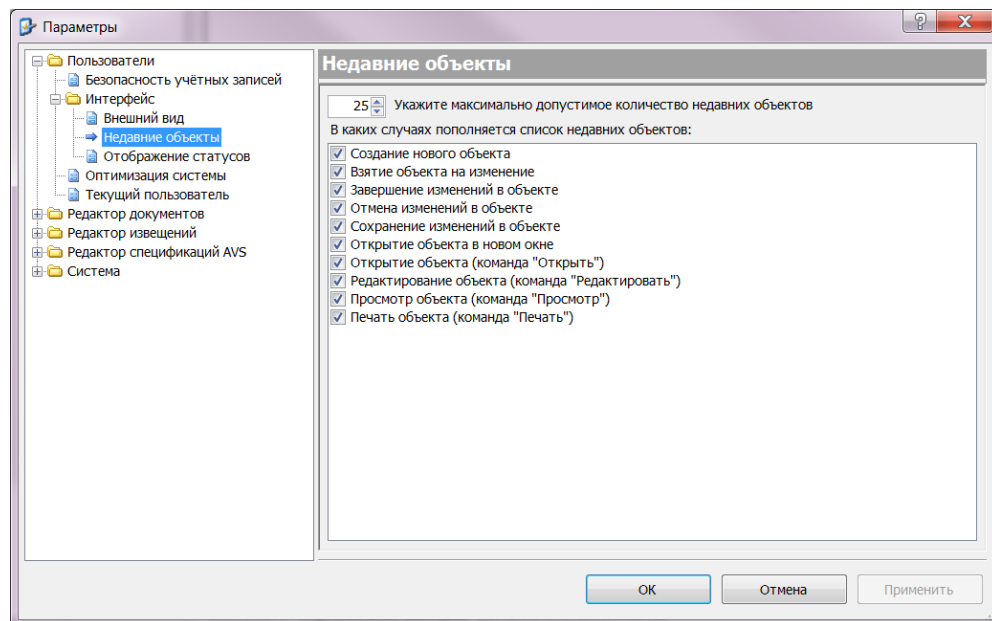 Параметры
Пользователи
Безопасность учётных записей
Интерфейс
Внешний вид
Недавние объекты
Отображение статусов
Оптимизация системы
Текущий пользователь
Редактор документов
Редактор извещений
Редактор спецификаций AVS
Система
Недавние объекты
25 Укажите максимально допустимое количество недавних объектов
В каких случаях пополняется список недавних объектов:
Создание нового объекта
Взятие объекта на изменение
Завершение изменений в объекте
Отмена изменений в объекте
Сохранение изменений в объекте
Открытие объекта в новом окне
Открытие объекта (команда "Открыть")
Редактирование объекта (команда "Редактировать")
Просмотр объекта (команда "Просмотр")
Печать объекта (команда "Печать")
ОК Отмена Применить